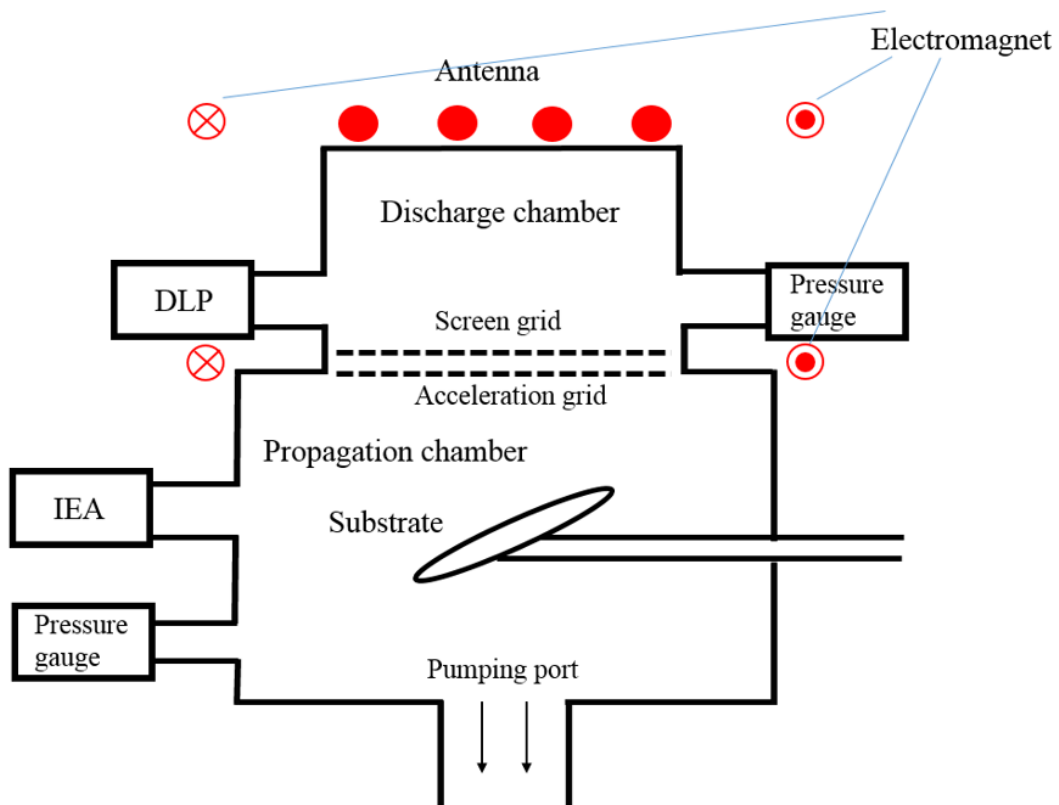 Electromagnet
Antenna
Discharge chamber
DLP
Pressure
gauge
Screen grid
Acceleration grid
Propagation chamber
IEA
Substrate
Pressure
gauge
Pumping port